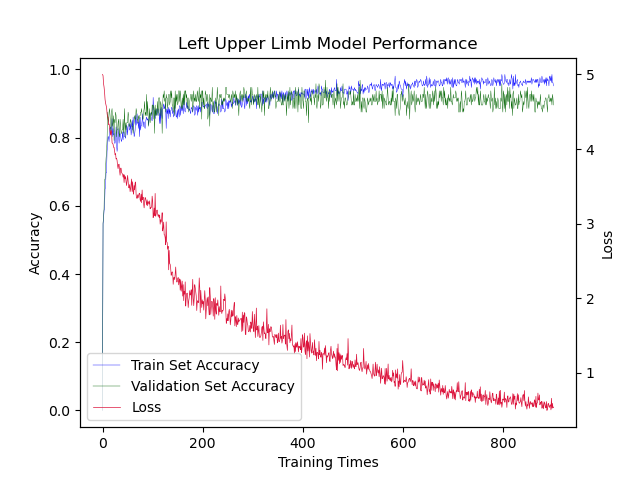 Left Upper Limb Model Performance
1.0
0.8
0.6
0.4
0.2
0.0
Accuracy
5
4
3
2
1
Loss
Train Set Accuracy
Validation Set Accuracy
Loss
0 200 400 600 800
Training Times